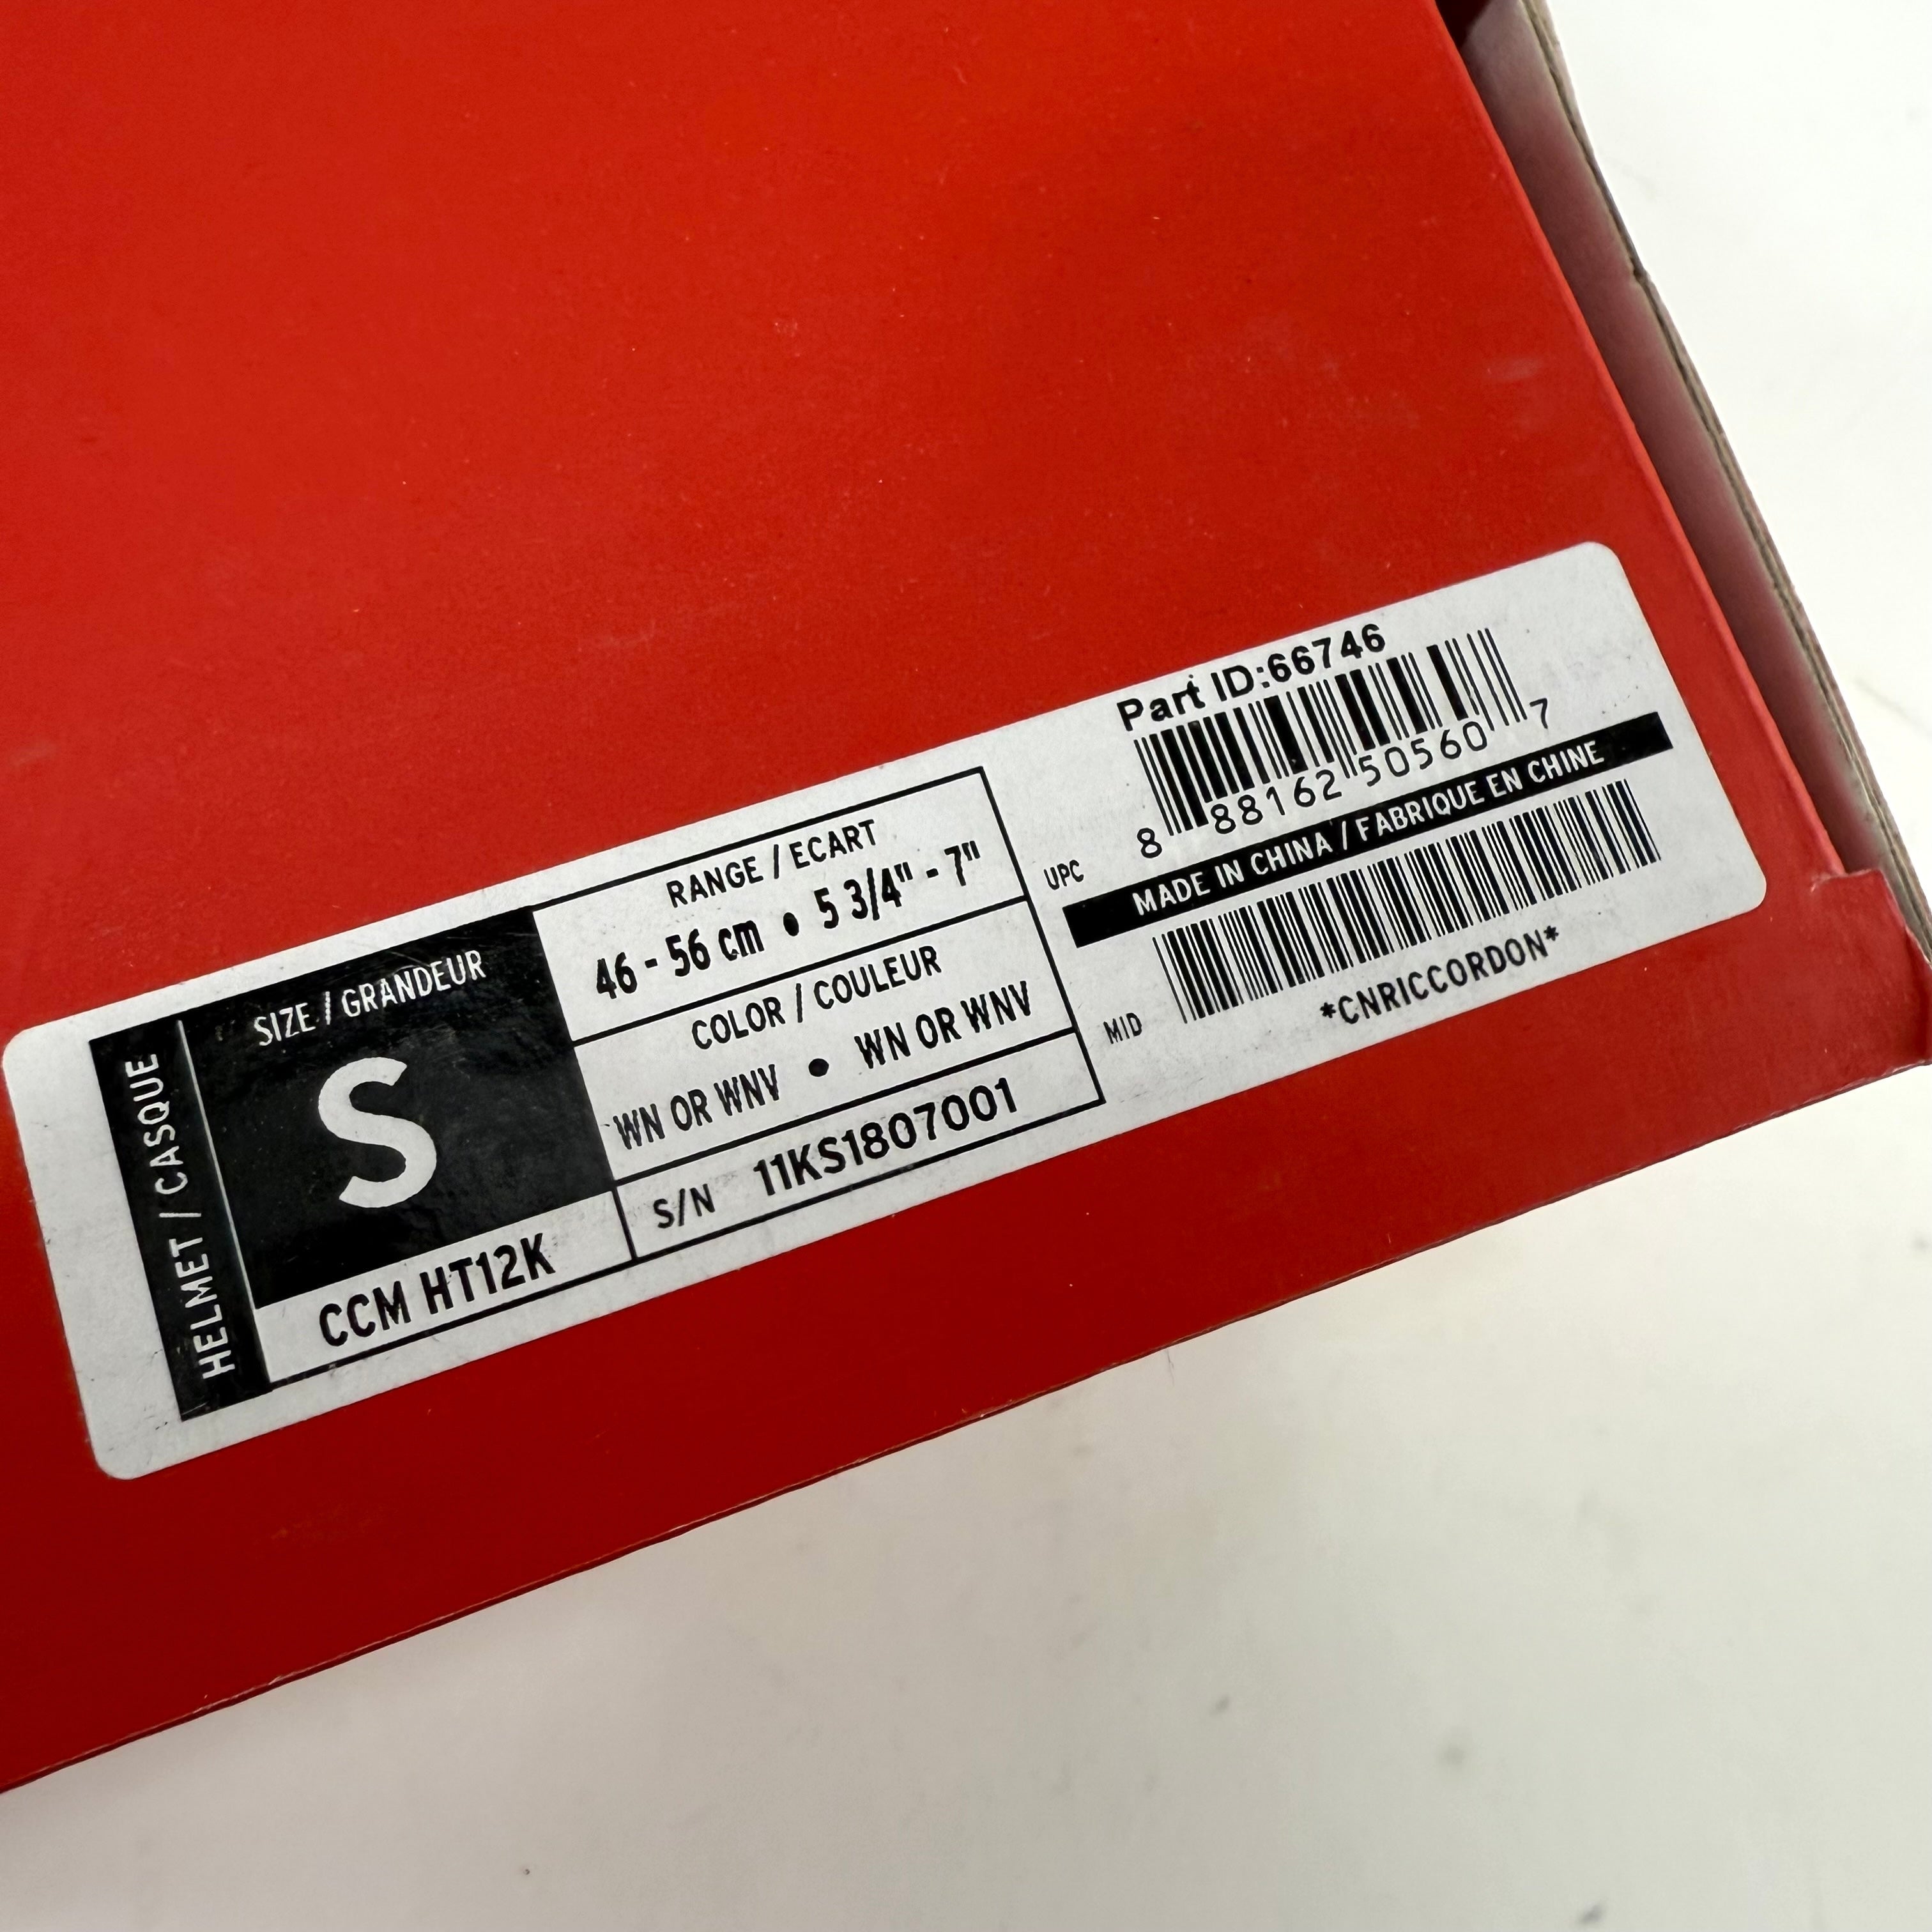 HELMET / CASQUE
SIZE / GRANDEUR
S
CCM HT12K
RANGE / ECART
46 - 56 cm • 5 3/4" - 7"
COLOR / COULEUR
WN OR WNV • WN OR WNV
S/N 11KS1807001
Part ID:66746
UPC 8 88162 50560 7
MADE IN CHINA / FABRIQUE EN CHINE
MID *CNRICCORDON*